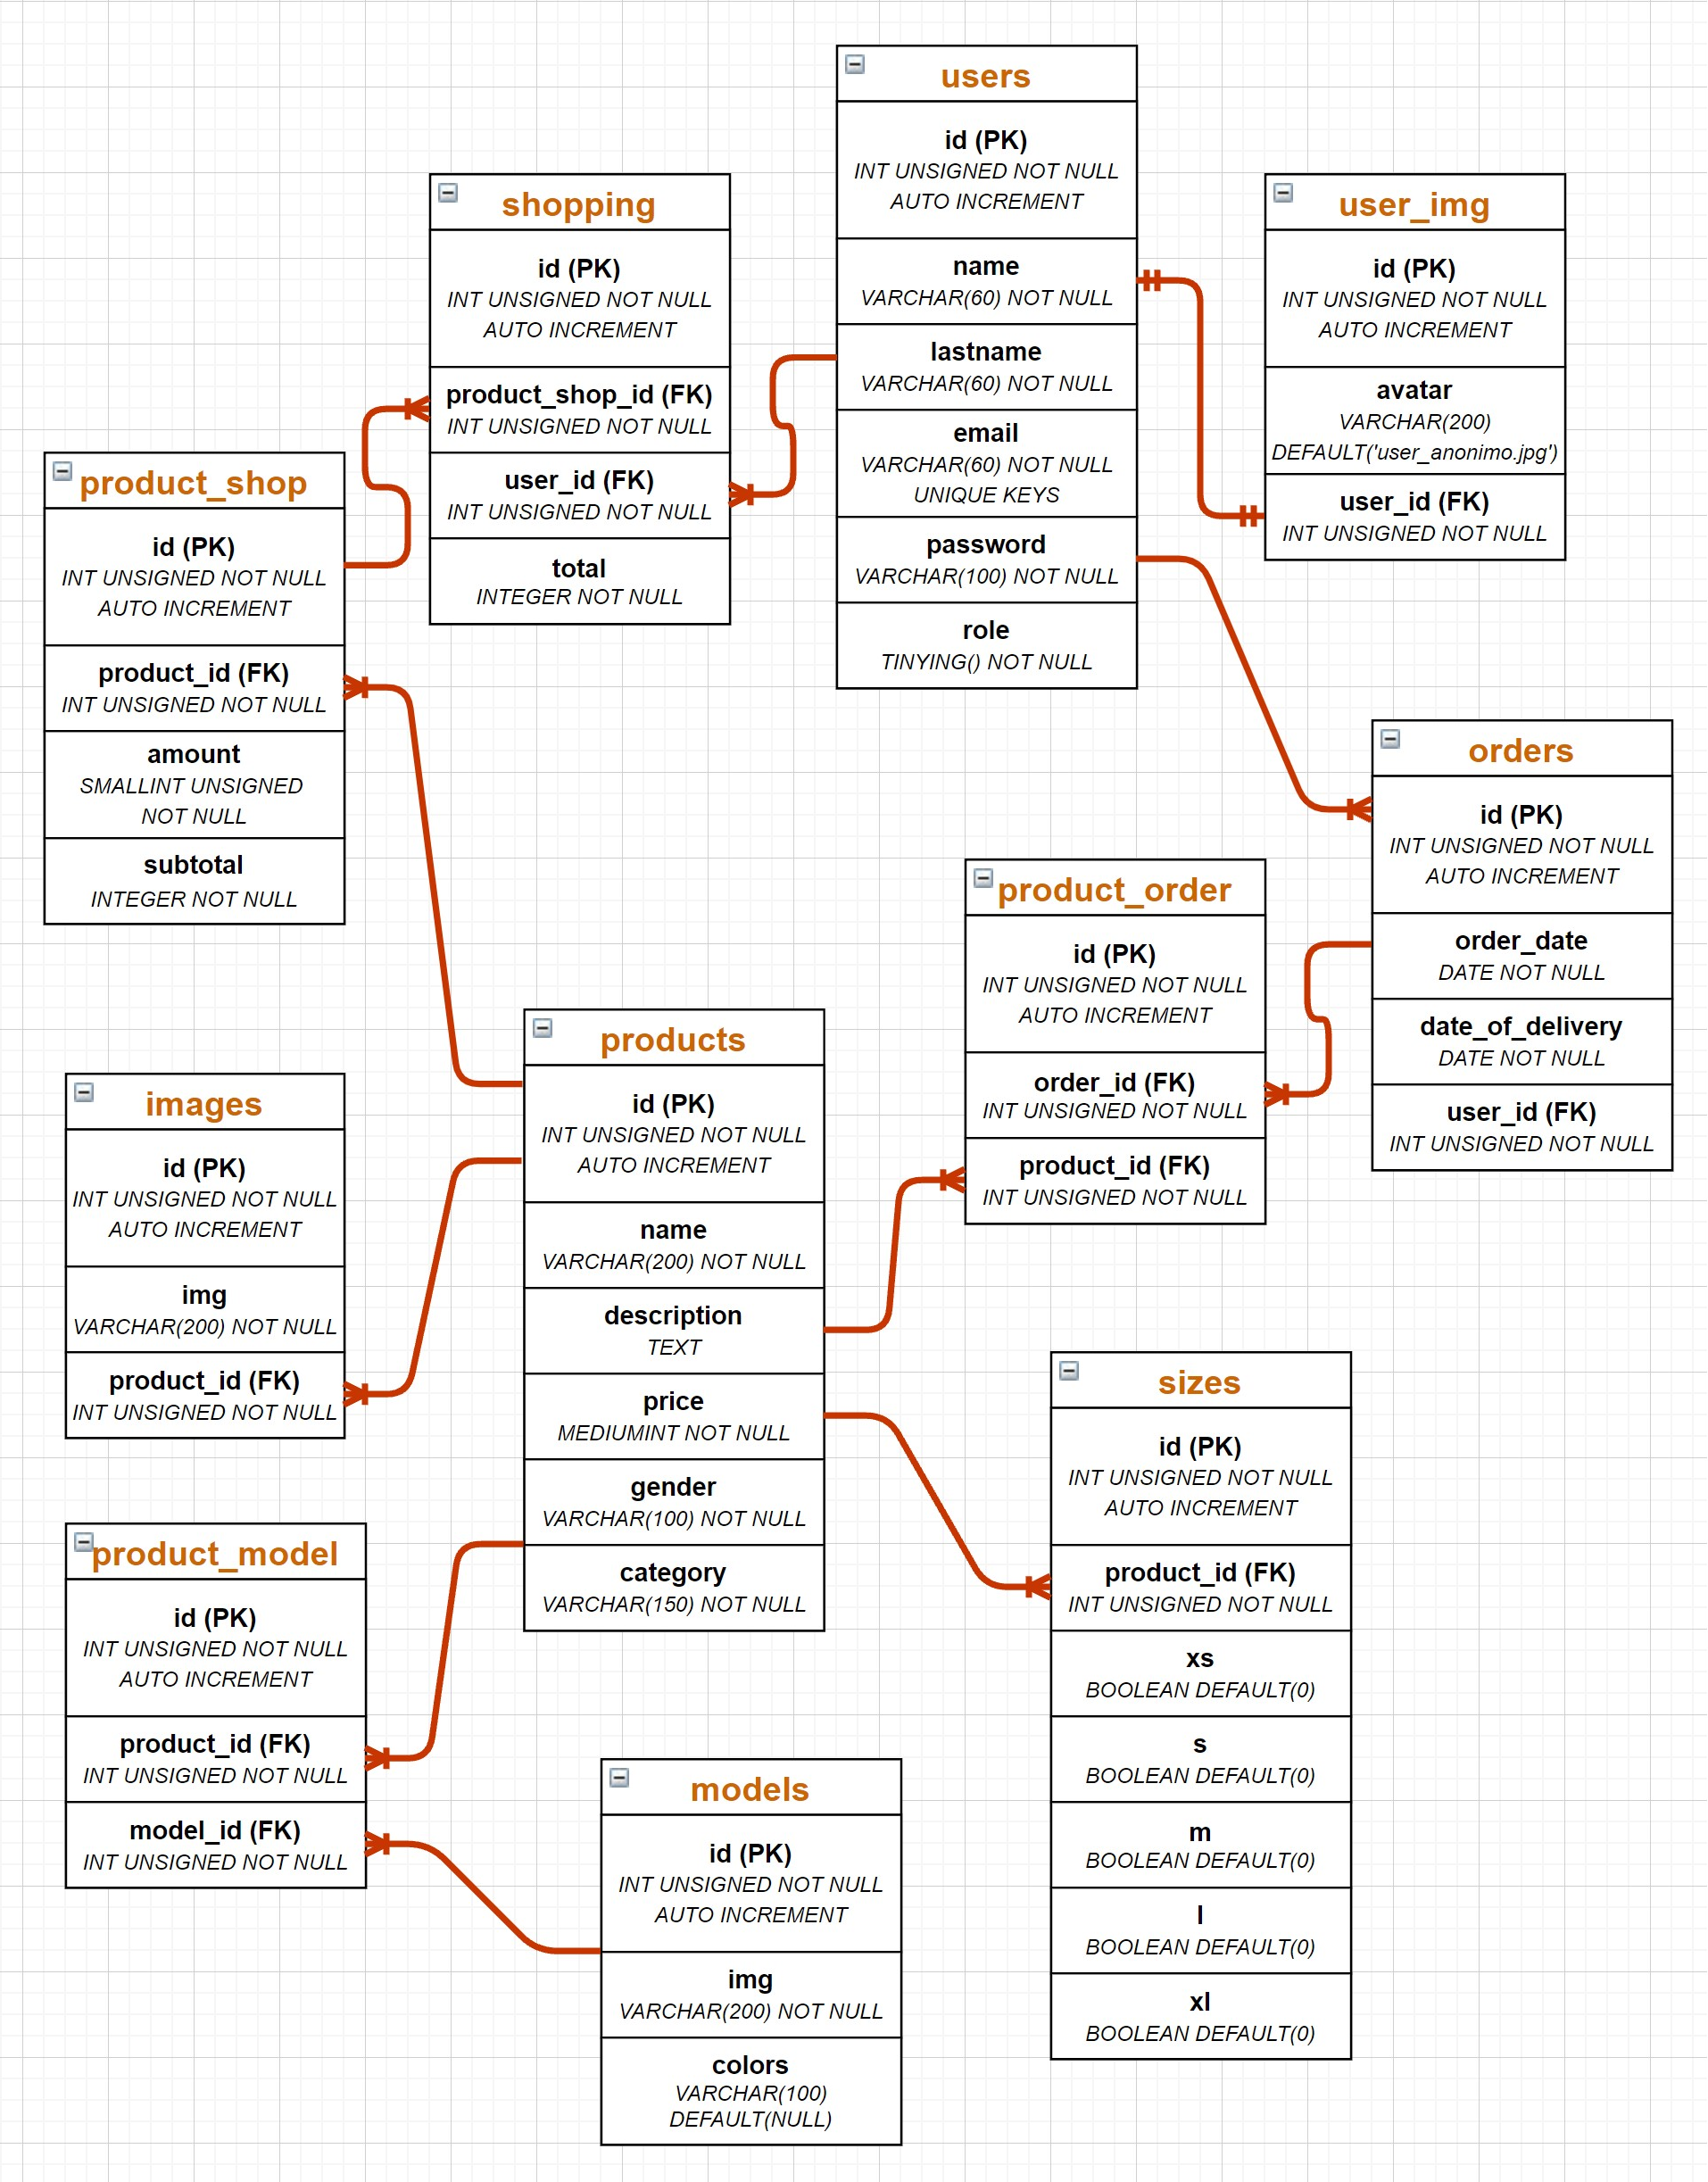 users
id (PK)
INT UNSIGNED NOT NULL
AUTO INCREMENT
name
VARCHAR(60) NOT NULL
lastname
VARCHAR(60) NOT NULL
email
VARCHAR(60) NOT NULL
UNIQUE KEYS
password
VARCHAR(100) NOT NULL
role
TINYING() NOT NULL
shopping
id (PK)
INT UNSIGNED NOT NULL
AUTO INCREMENT
product_shop_id (FK)
INT UNSIGNED NOT NULL
user_id (FK)
INT UNSIGNED NOT NULL
total
INTEGER NOT NULL
user_img
id (PK)
INT UNSIGNED NOT NULL
AUTO INCREMENT
avatar
VARCHAR(200)
DEFAULT('user_anonimo.jpg')
user_id (FK)
INT UNSIGNED NOT NULL
product_shop
id (PK)
INT UNSIGNED NOT NULL
AUTO INCREMENT
product_id (FK)
INT UNSIGNED NOT NULL
amount
SMALLINT UNSIGNED
NOT NULL
subtotal
INTEGER NOT NULL
orders
id (PK)
INT UNSIGNED NOT NULL
AUTO INCREMENT
order_date
DATE NOT NULL
date_of_delivery
DATE NOT NULL
user_id (FK)
INT UNSIGNED NOT NULL
product_order
id (PK)
INT UNSIGNED NOT NULL
AUTO INCREMENT
order_id (FK)
INT UNSIGNED NOT NULL
product_id (FK)
INT UNSIGNED NOT NULL
products
id (PK)
INT UNSIGNED NOT NULL
AUTO INCREMENT
name
VARCHAR(200) NOT NULL
description
TEXT
price
MEDIUMINT NOT NULL
gender
VARCHAR(100) NOT NULL
category
VARCHAR(150) NOT NULL
images
id (PK)
INT UNSIGNED NOT NULL
AUTO INCREMENT
img
VARCHAR(200) NOT NULL
product_id (FK)
INT UNSIGNED NOT NULL
sizes
id (PK)
INT UNSIGNED NOT NULL
AUTO INCREMENT
product_id (FK)
INT UNSIGNED NOT NULL
xs
BOOLEAN DEFAULT(0)
s
BOOLEAN DEFAULT(0)
m
BOOLEAN DEFAULT(0)
l
BOOLEAN DEFAULT(0)
xl
BOOLEAN DEFAULT(0)
product_model
id (PK)
INT UNSIGNED NOT NULL
AUTO INCREMENT
product_id (FK)
INT UNSIGNED NOT NULL
model_id (FK)
INT UNSIGNED NOT NULL
models
id (PK)
INT UNSIGNED NOT NULL
AUTO INCREMENT
img
VARCHAR(200) NOT NULL
colors
VARCHAR(100)
DEFAULT(NULL)